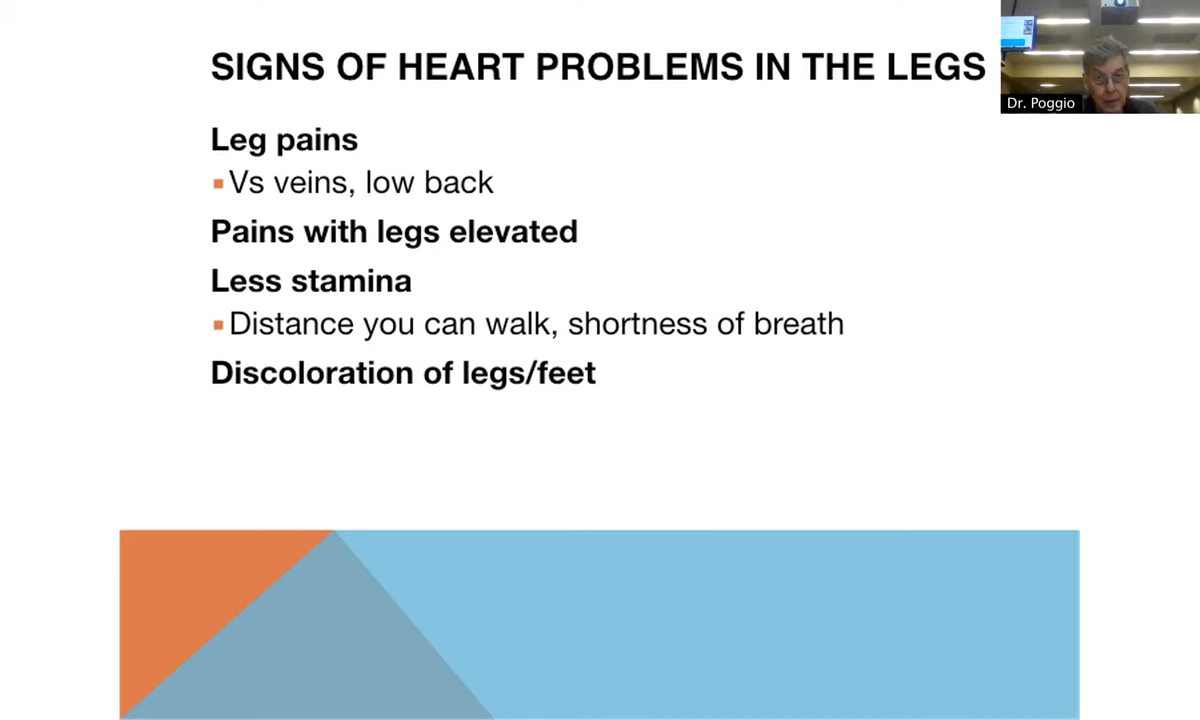 SIGNS OF HEART PROBLEMS IN THE LEGS
Dr. Poggio
Leg pains
▪Vs veins, low back
Pains with legs elevated
Less stamina
▪Distance you can walk, shortness of breath
Discoloration of legs/feet